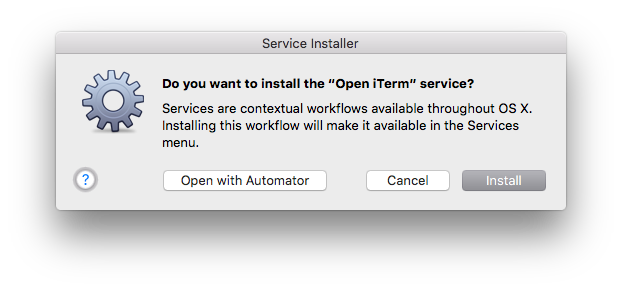 Service Installer
Do you want to install the “Open iTerm“ service?
Services are contextual workflows available throughout OS X.
Installing this workflow will make it available in the Services
menu.
?
Open with Automator
Cancel
Install